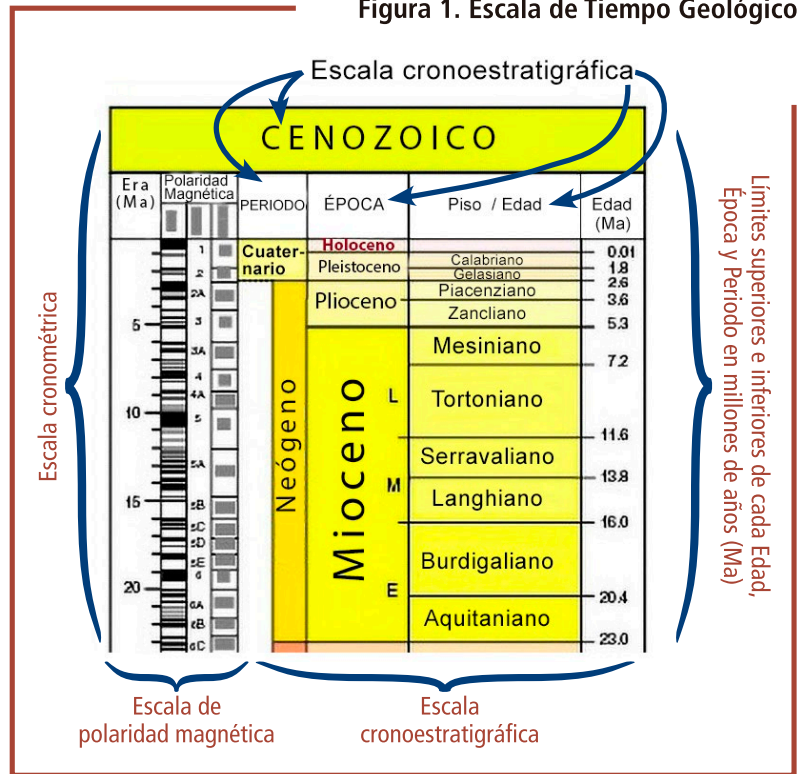 Figura 1. Escala de Tiempo Geológico
Escala cronoestratigráfica
CENOZOICO
Era
(Ma)
Polaridad
Magnética
PERIODO
ÉPOCA
Piso / Edad
Edad
(Ma)
Cuater-
nario
Holoceno
Pleistoceno
Calabriano
Gelasiano
Plioceno
Piacenziano
Zancliano
Neógeno
Mioceno
L
M
E
Mesiniano
Tortoniano
Serravaliano
Langhiano
Burdigaliano
Aquitaniano
0.01
1.8
2.6
3.6
5.3
7.2
11.6
13.8
16.0
20.4
23.0
5
10
15
20
1
2
2A
3
3A
4
4A
5
5A
5B
5C
5D
5E
6
6A
6B
6C
Escala cronométrica
Límites superiores e inferiores de cada Edad,
Época y Periodo en millones de años (Ma)
Escala de
polaridad magnética
Escala
cronoestratigráfica